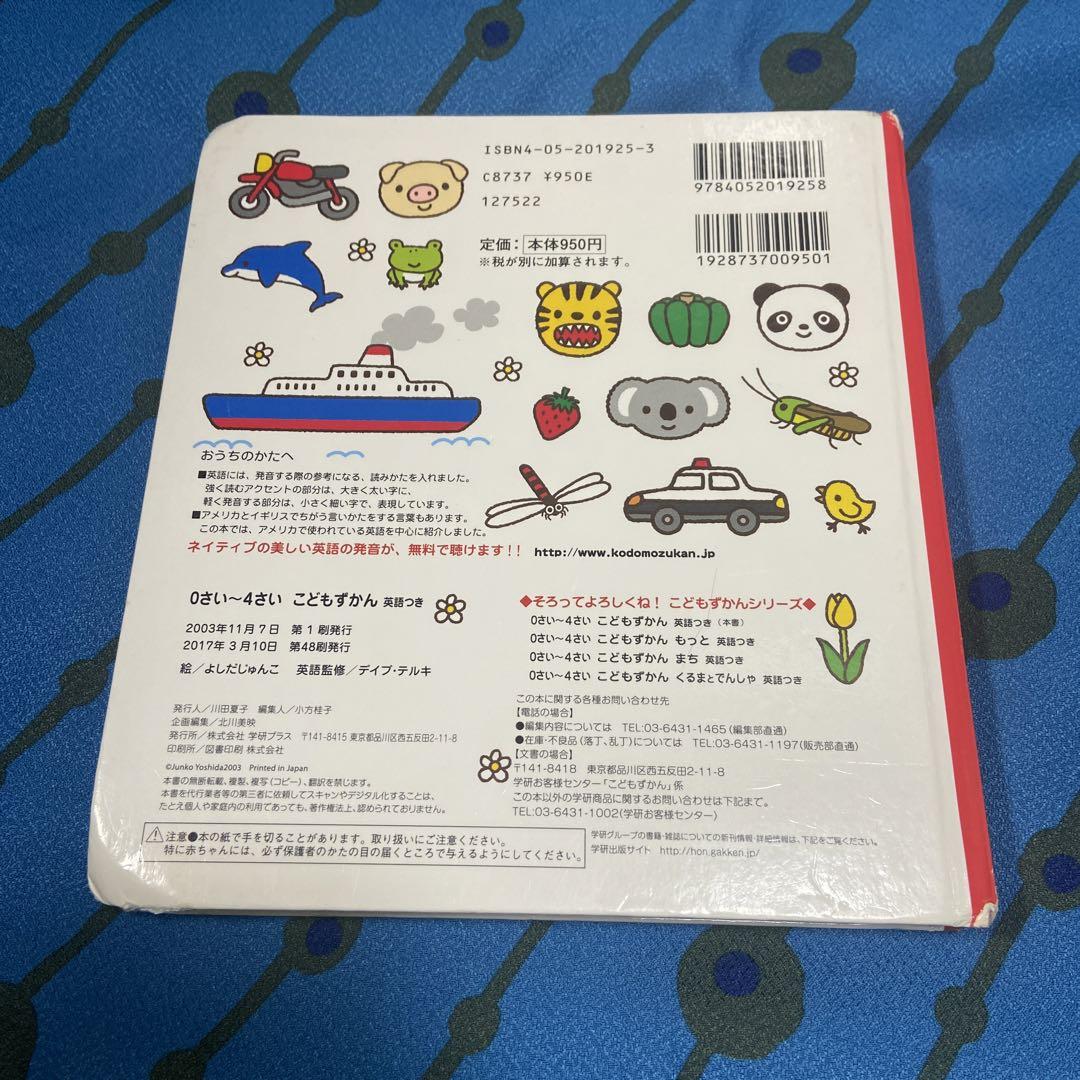 ISBN4-05-201925-3
C8737 ¥950E
127522
9784052019258
定価：本体950円
※税が別に加算されます。
1928737009501
おうちのかたへ
■英語には、発音する際の参考になる、読みかたを入れました。
強く読むアクセントの部分は、大きく太い字に、
軽く発音する部分は、小さく細い字で、表現しています。
■アメリカとイギリスでちがう言いかたをする言葉もあります。
この本では、アメリカで使われている英語を中心に紹介しました。
ネイティブの美しい英語の発音が、無料で聴けます！！ http://www.kodomozukan.jp
0さい〜4さい こどもずかん 英語つき
2003年11月7日 第1刷発行
2017年3月10日 第48刷発行
絵／よしだじゅんこ 英語監修／デイブ・テルキ
発行人／川田夏子 編集人／小方桂子
企画編集／北川美映
発行所／株式会社 学研プラス 〒141-8415 東京都品川区西五反田2-11-8
印刷所／図書印刷 株式会社
©Junko Yoshida2003 Printed in Japan
本書の無断転載、複製、複写（コピー）、翻訳を禁じます。
本書を代行業者等の第三者に依頼してスキャンやデジタル化することは、
たとえ個人や家庭内の利用であっても、著作権法上、認められておりません。
◆そろってよろしくね！ こどもずかんシリーズ◆
0さい〜4さい こどもずかん 英語つき（本書）
0さい〜4さい こどもずかん もっと 英語つき
0さい〜4さい こどもずかん まち 英語つき
0さい〜4さい こどもずかん くるまとでんしゃ 英語つき
この本に関する各種お問い合わせ先
【電話の場合】
●編集内容については TEL:03-6431-1465（編集部直通）
●在庫・不良品（落丁、乱丁）については TEL:03-6431-1197（販売部直通）
【文書の場合】
〒141-8418 東京都品川区西五反田2-11-8
学研お客様センター「こどもずかん」係
この本以外の学研商品に関するお問い合わせは下記まで。
TEL:03-6431-1002（学研お客様センター）
注意●本の紙で手を切ることがあります。取り扱いにご注意ください。
特に赤ちゃんには、必ず保護者のかたの目の届くところで与えるようにしてください。
学研グループの書籍・雑誌についての新刊情報・詳細情報は、下記をご覧ください。
学研出版サイト http://hon.gakken.jp/